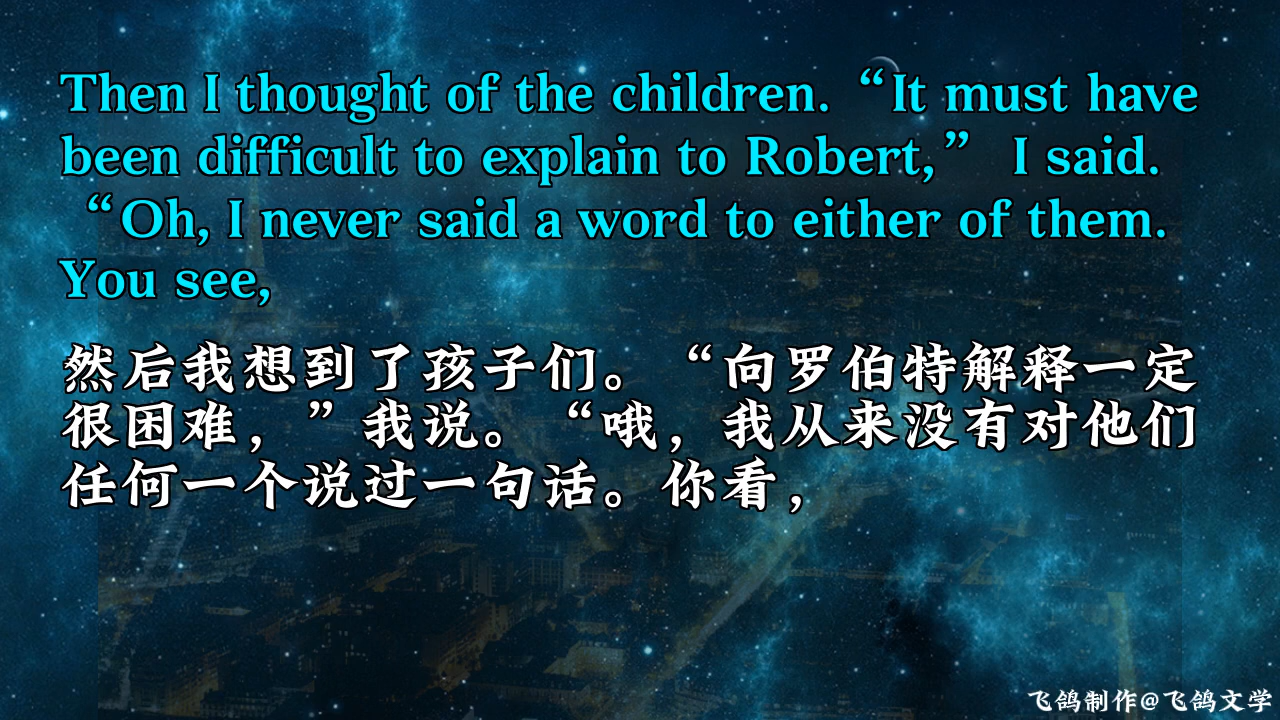 Then I thought of the children. “It must have
been difficult to explain to Robert,” I said.
“Oh, I never said a word to either of them.
You see,
然后我想到了孩子们。“向罗伯特解释一定
很困难，”我说。“哦，我从来没有对他们
任何一个说过一句话。你看，
飞鸽制作@飞鸽文学